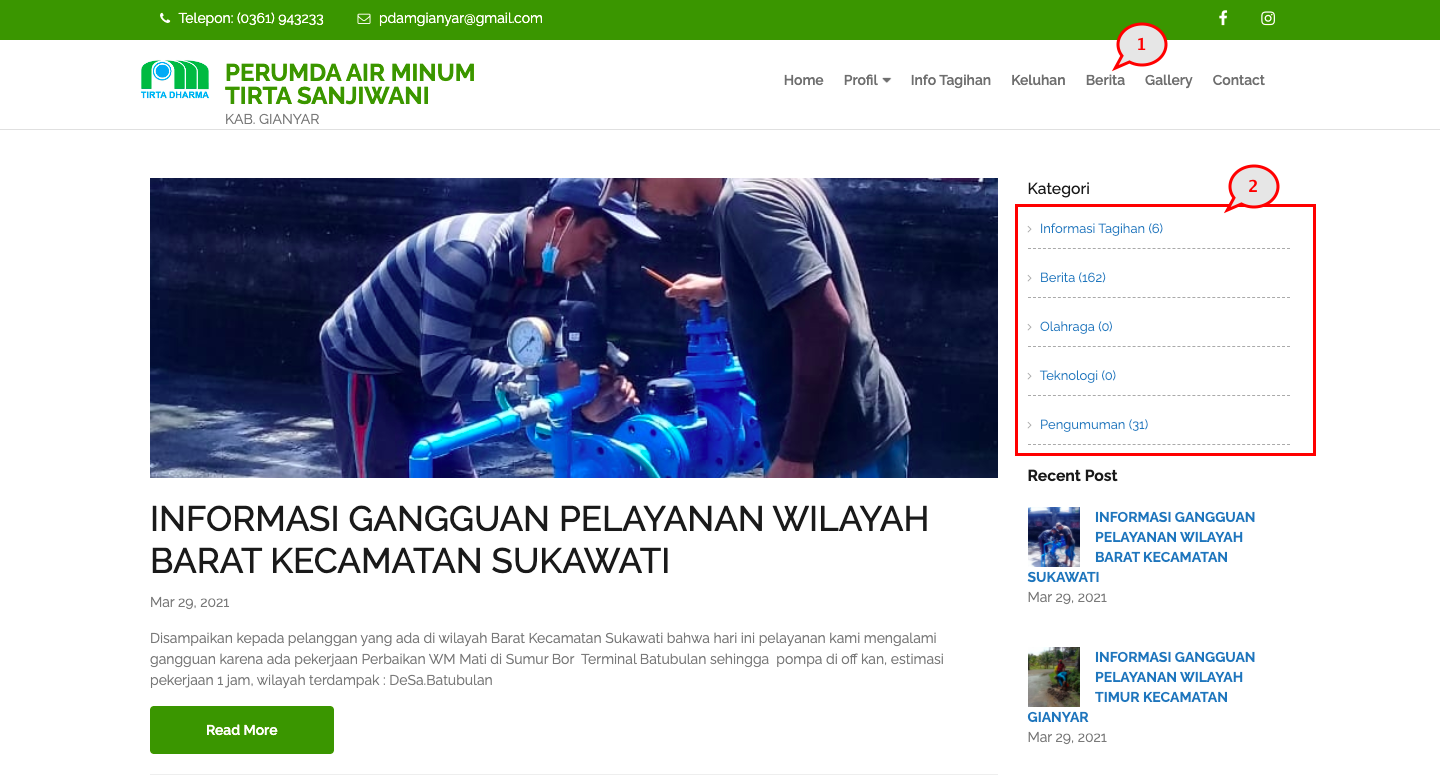 Telepon: (0361) 943233
pdamgianyar@gmail.com
1
TIRTA DHARMA
PERUMDA AIR MINUM
TIRTA SANJIWANI
KAB. GIANYAR
Home Profil Info Tagihan Keluhan Berita Gallery Contact
INFORMASI GANGGUAN PELAYANAN WILAYAH
BARAT KECAMATAN SUKAWATI
Mar 29, 2021
Disampaikan kepada pelanggan yang ada di wilayah Barat Kecamatan Sukawati bahwa hari ini pelayanan kami mengalami
gangguan karena ada pekerjaan Perbaikan WM Mati di Sumur Bor Terminal Batubulan sehingga pompa di off kan, estimasi
pekerjaan 1 jam, wilayah terdampak : DeSa.Batubulan
Read More
Kategori
2
Informasi Tagihan (6)
Berita (162)
Olahraga (0)
Teknologi (0)
Pengumuman (31)
Recent Post
INFORMASI GANGGUAN
PELAYANAN WILAYAH
BARAT KECAMATAN
SUKAWATI
Mar 29, 2021
INFORMASI GANGGUAN
PELAYANAN WILAYAH
TIMUR KECAMATAN
GIANYAR
Mar 29, 2021